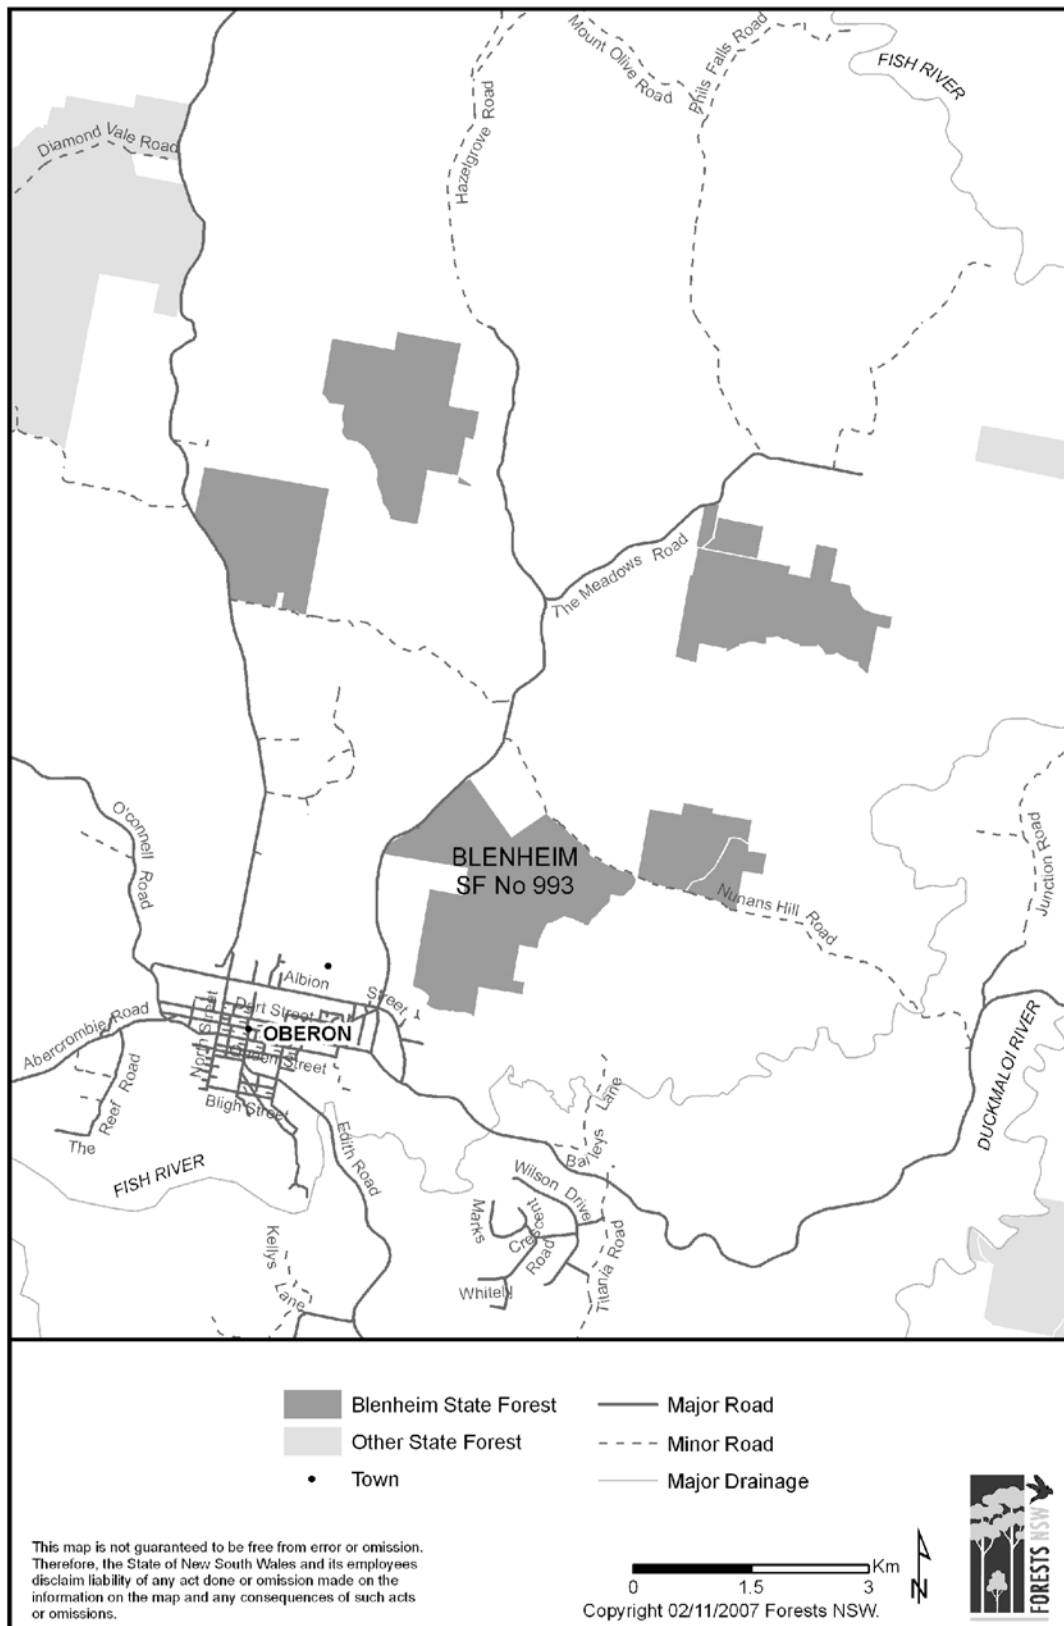 Mount Olive Road
Phils Falls Road
FISH RIVER
Hazelgrove Road
Diamond Vale Road
The Meadows Road
O'connell Road
BLENHEIM
SF No 993
Nunans Hill Road
Junction Road
Albion Street
Dart Street
North Street
OBERON
Queen Street
Abercrombie Road
The Reef Road
Bligh Street
Edith Road
FISH RIVER
DUCKMALOI RIVER
Barleys Lane
Wilson Drive
Marks Crescent
Whitely Road
Titania Road
Kellys Lane
Blenheim State Forest
Other State Forest
Town
Major Road
Minor Road
Major Drainage
This map is not guaranteed to be free from error or omission.
Therefore, the State of New South Wales and its employees
disclaim liability of any act done or omission made on the
information on the map and any consequences of such acts
or omissions.
Km
0 1.5 3
Copyright 02/11/2007 Forests NSW.
N
FORESTS NSW